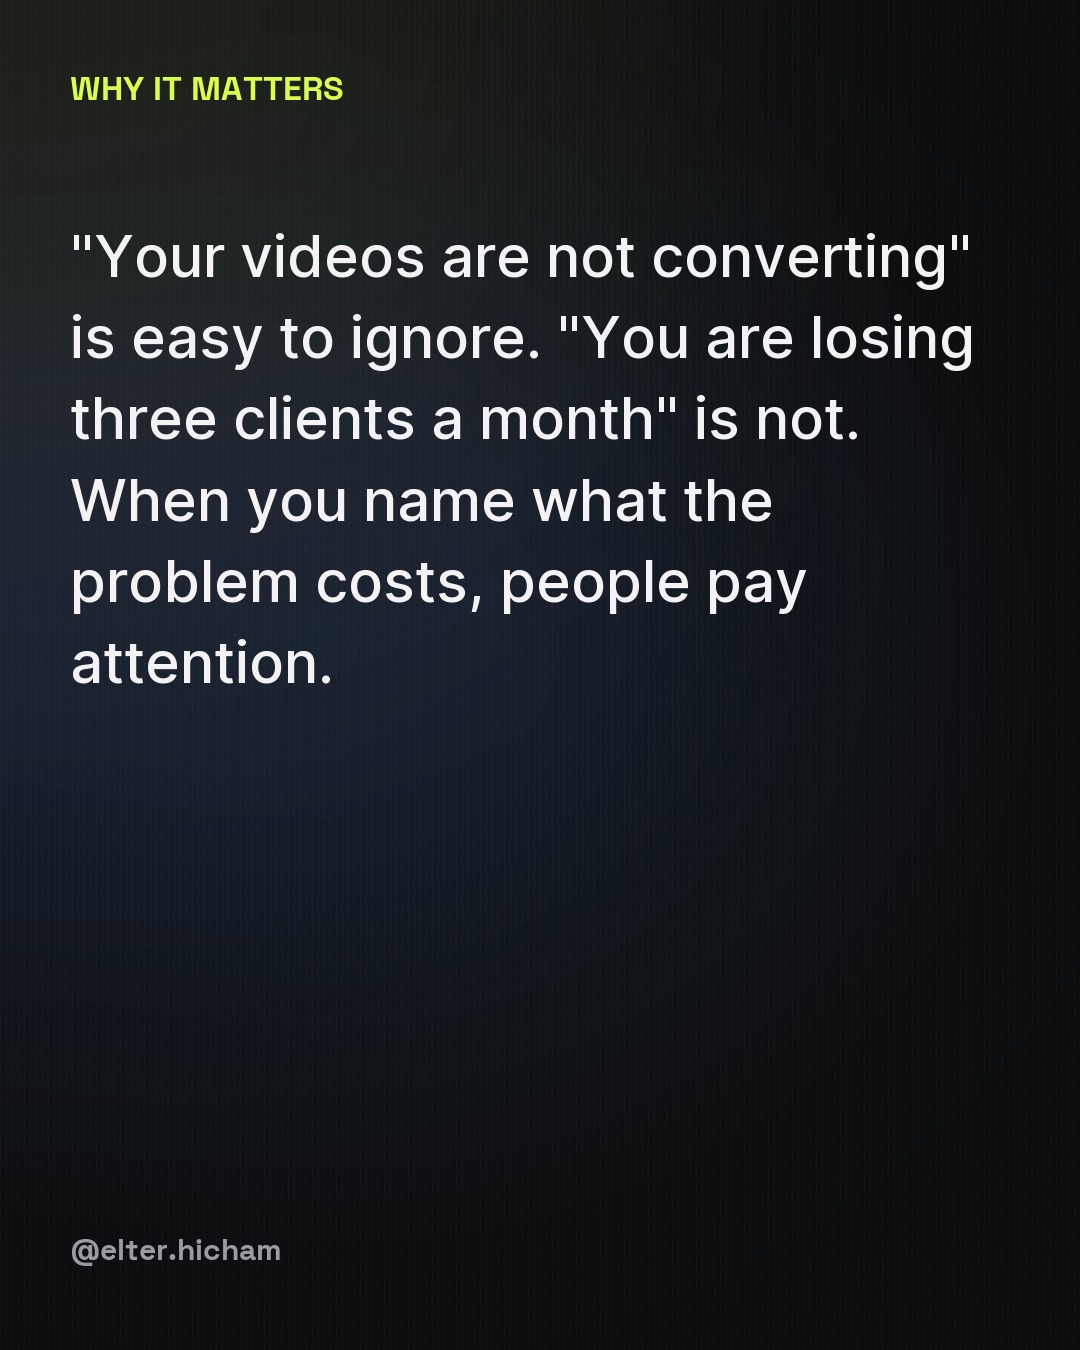 WHY IT MATTERS
"Your videos are not converting"
is easy to ignore. "You are losing
three clients a month" is not.
When you name what the
problem costs, people pay
attention.
@elter.hicham